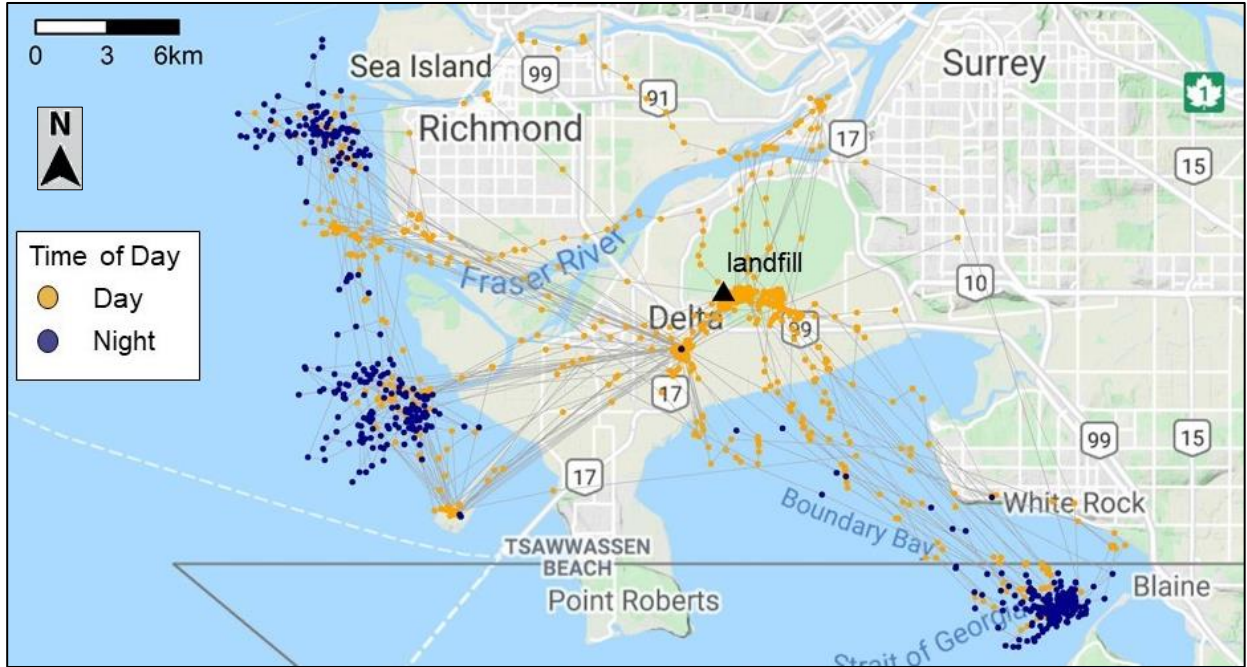 0 3 6km
N
Time of Day
Day
Night
Sea Island
99
91
Surrey
1
Richmond
17
15
Fraser River
landfill
10
Delta
99
17
99
15
17
White Rock
Boundary Bay
TSAWWASSEN
BEACH
Point Roberts
Blaine
Strait of Georgia